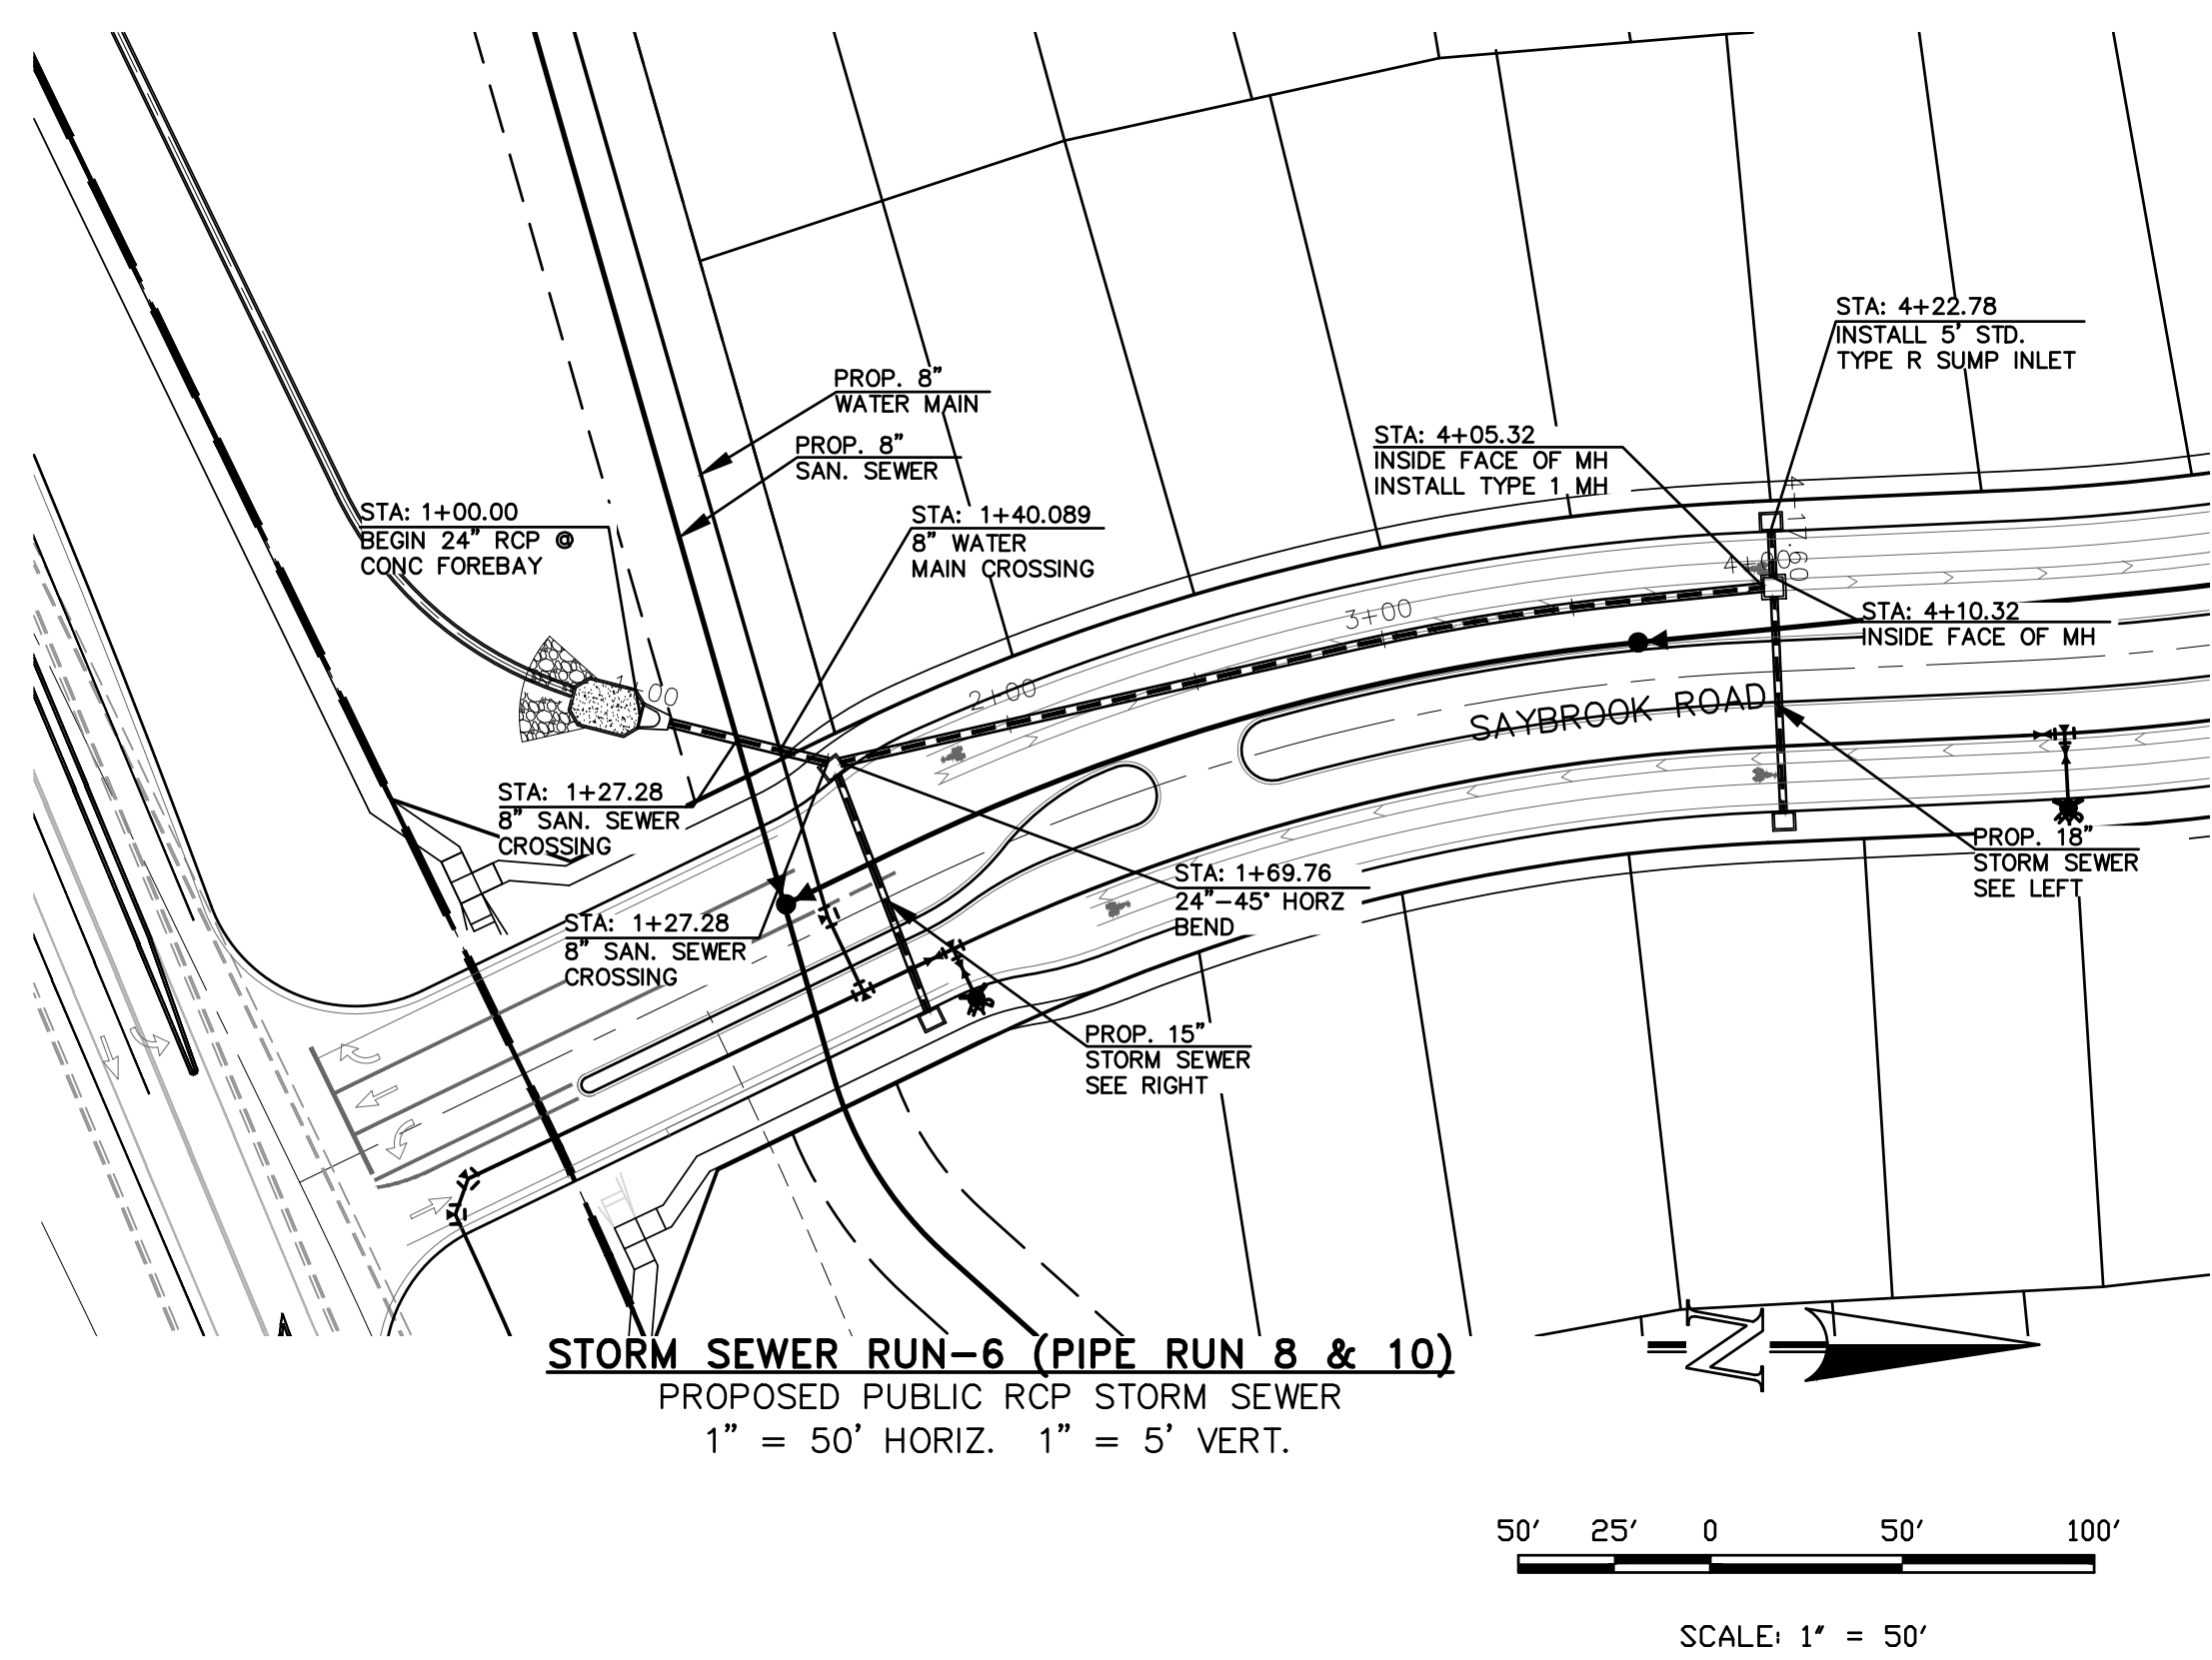 STA: 4+22.78
INSTALL 5' STD.
TYPE R SUMP INLET
PROP. 8"
WATER MAIN
PROP. 8"
SAN. SEWER
STA: 4+05.32
INSIDE FACE OF MH
INSTALL TYPE 1 MH
STA: 1+00.00
BEGIN 24" RCP @
CONC FOREBAY
STA: 1+40.089
8" WATER
MAIN CROSSING
4+17.60
3+00
STA: 4+10.32
INSIDE FACE OF MH
1+00
2+00
SAYBROOK ROAD
STA: 1+27.28
8" SAN. SEWER
CROSSING
PROP. 18"
STORM SEWER
SEE LEFT
STA: 1+69.76
24"-45° HORZ
BEND
STA: 1+27.28
8" SAN. SEWER
CROSSING
PROP. 15"
STORM SEWER
SEE RIGHT
N
STORM SEWER RUN-6 (PIPE RUN 8 & 10)
PROPOSED PUBLIC RCP STORM SEWER
1" = 50' HORIZ. 1" = 5' VERT.
50' 25' 0 50' 100'
SCALE: 1" = 50'